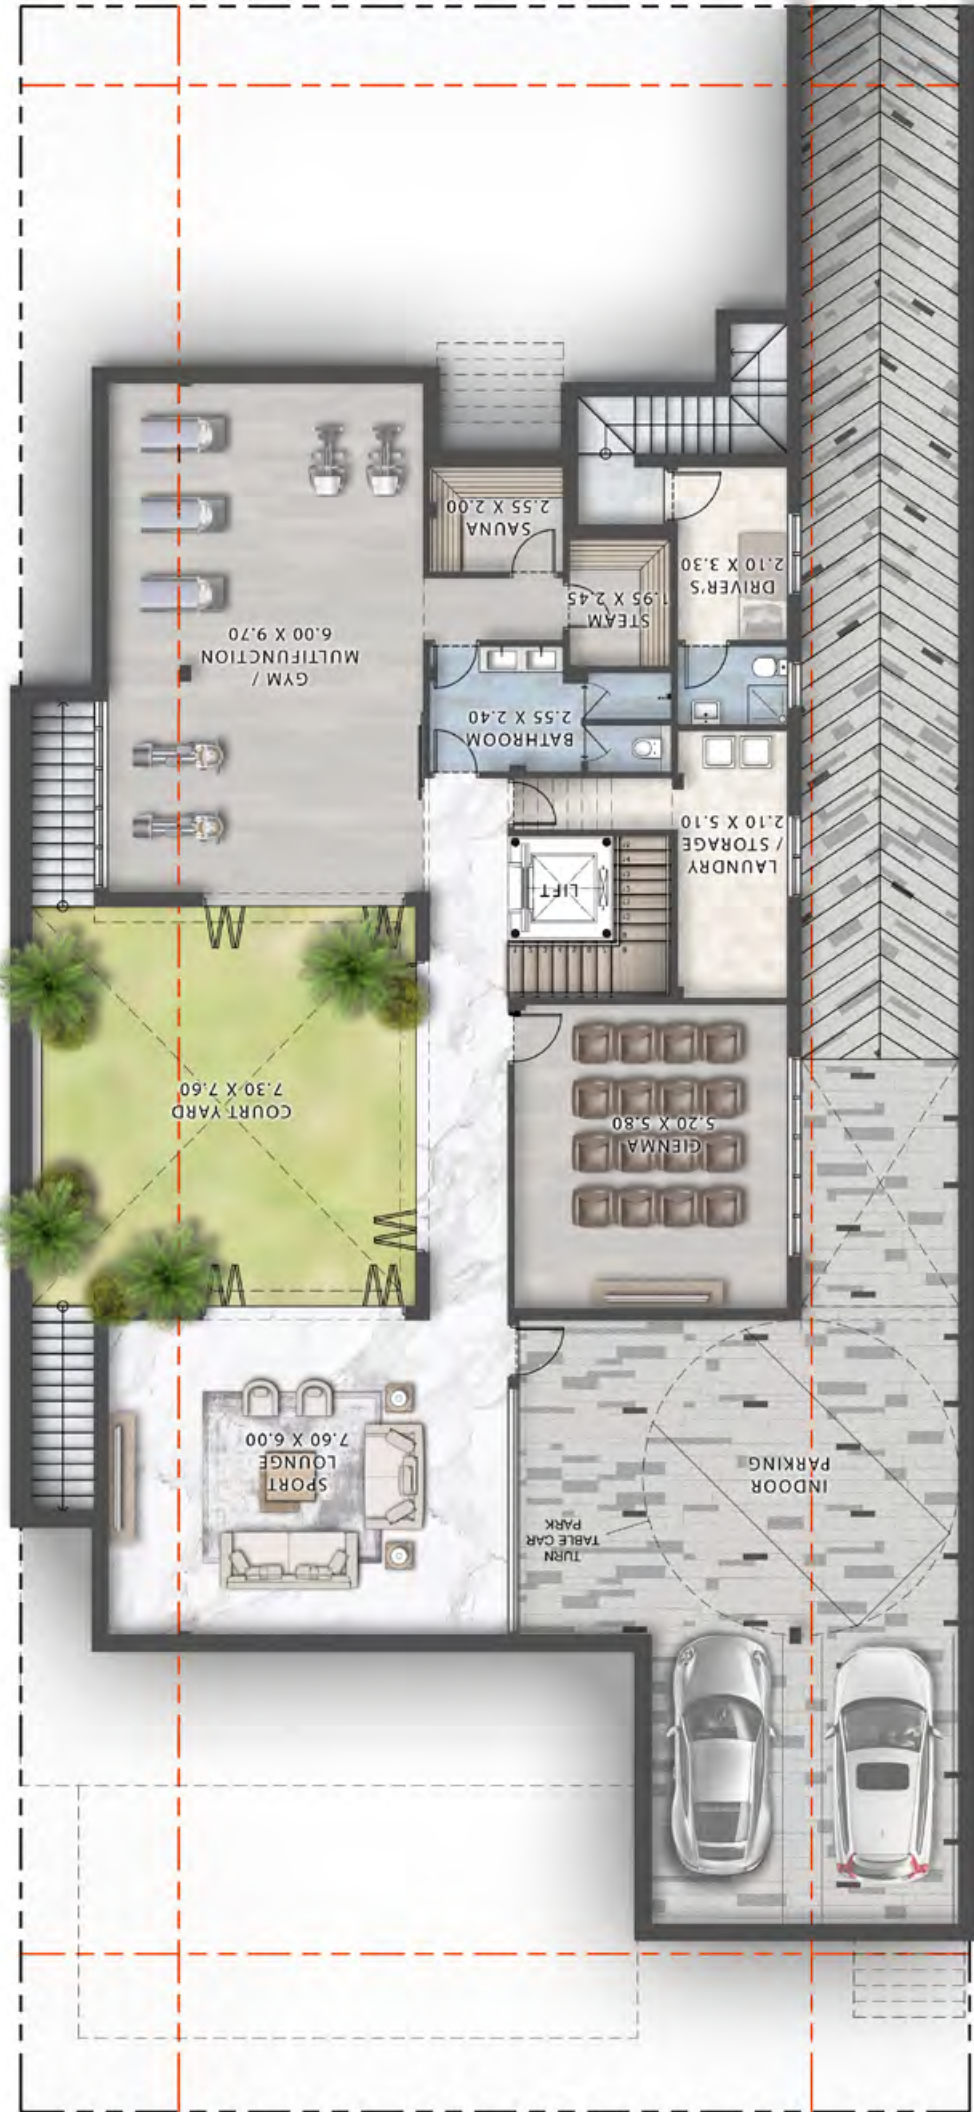 TURN
TABLE CAR
PARK
INDOOR
PARKING
SPORT
LOUNGE
7.60 X 6.00
GIENMA
5.20 X 5.80
COURT YARD
7.30 X 7.60
LIFT
LAUNDRY
/ STORAGE
2.10 X 5.10
BATHROOM
2.55 X 2.40
GYM /
MULTIFUNCTION
6.00 X 9.70
STEAM
1.95 X 2.45
DRIVER'S
2.10 X 3.30
SAUNA
2.55 X 2.00